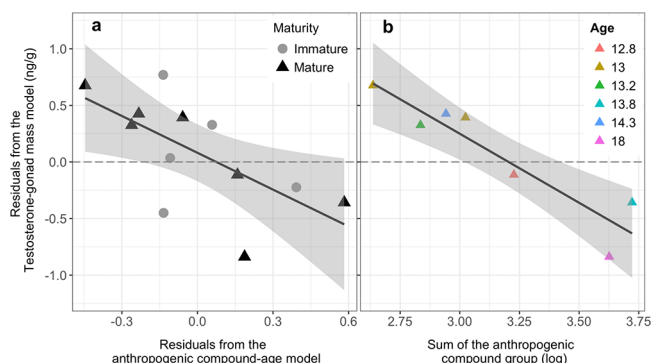 a
b
Maturity
Immature
Mature
Age
12.8
13
13.2
13.8
14.3
18
Residuals from the
Testosterone-gonad mass model (ng/g)
1.0
0.5
0.0
-0.5
-1.0
-0.3
0.0
0.3
0.6
2.75
3.00
3.25
3.50
3.75
Residuals from the
anthropogenic compound-age model
Sum of the anthropogenic
compound group (log)